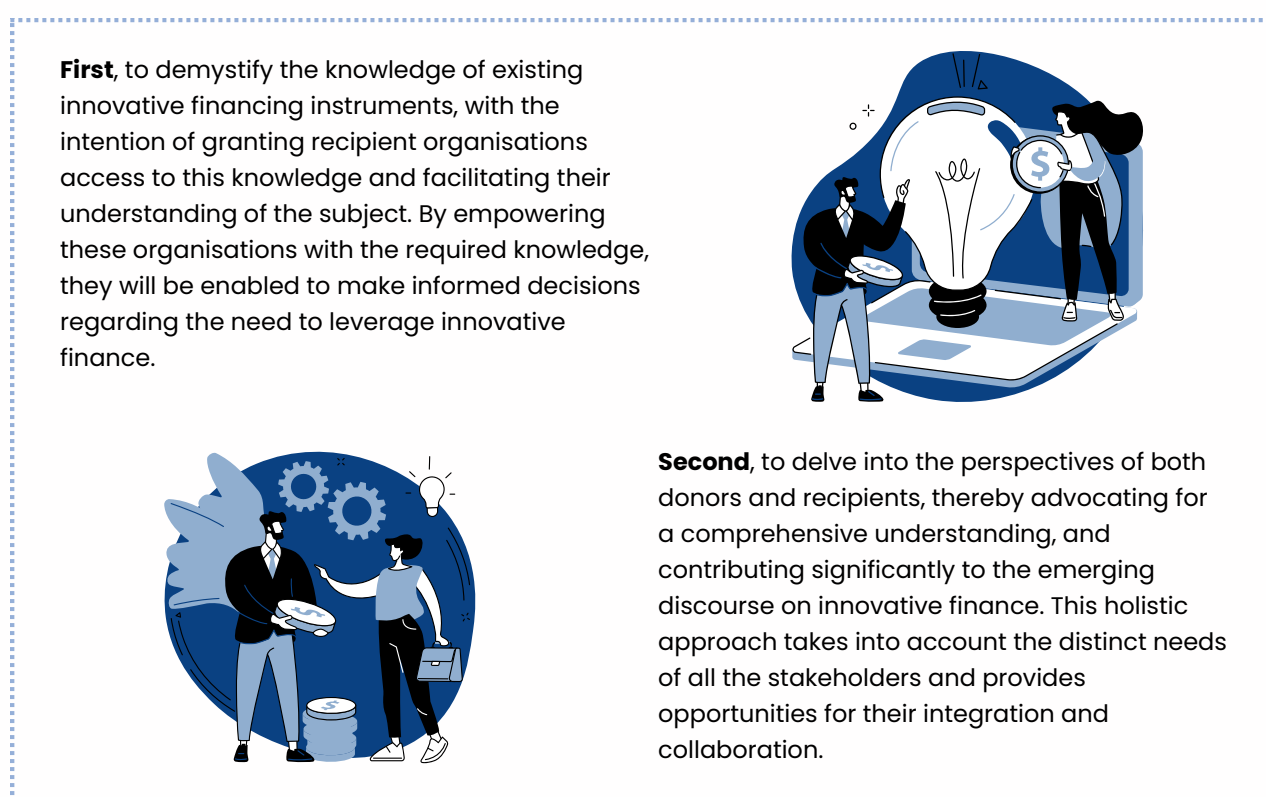 First, to demystify the knowledge of existing
innovative financing instruments, with the
intention of granting recipient organisations
access to this knowledge and facilitating their
understanding of the subject. By empowering
these organisations with the required knowledge,
they will be enabled to make informed decisions
regarding the need to leverage innovative
finance.
$
$
Second, to delve into the perspectives of both
donors and recipients, thereby advocating for
a comprehensive understanding, and
contributing significantly to the emerging
discourse on innovative finance. This holistic
approach takes into account the distinct needs
of all the stakeholders and provides
opportunities for their integration and
collaboration.
$
$